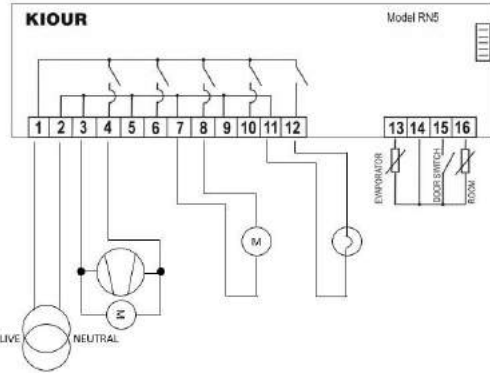 KIOUR
Model RN5
1 2 3 4 5 6 7 8 9 10 11 12
13 14 15 16
EVAPORATOR
DOOR SWITCH
ROOM
M
M
LIVE
NEUTRAL